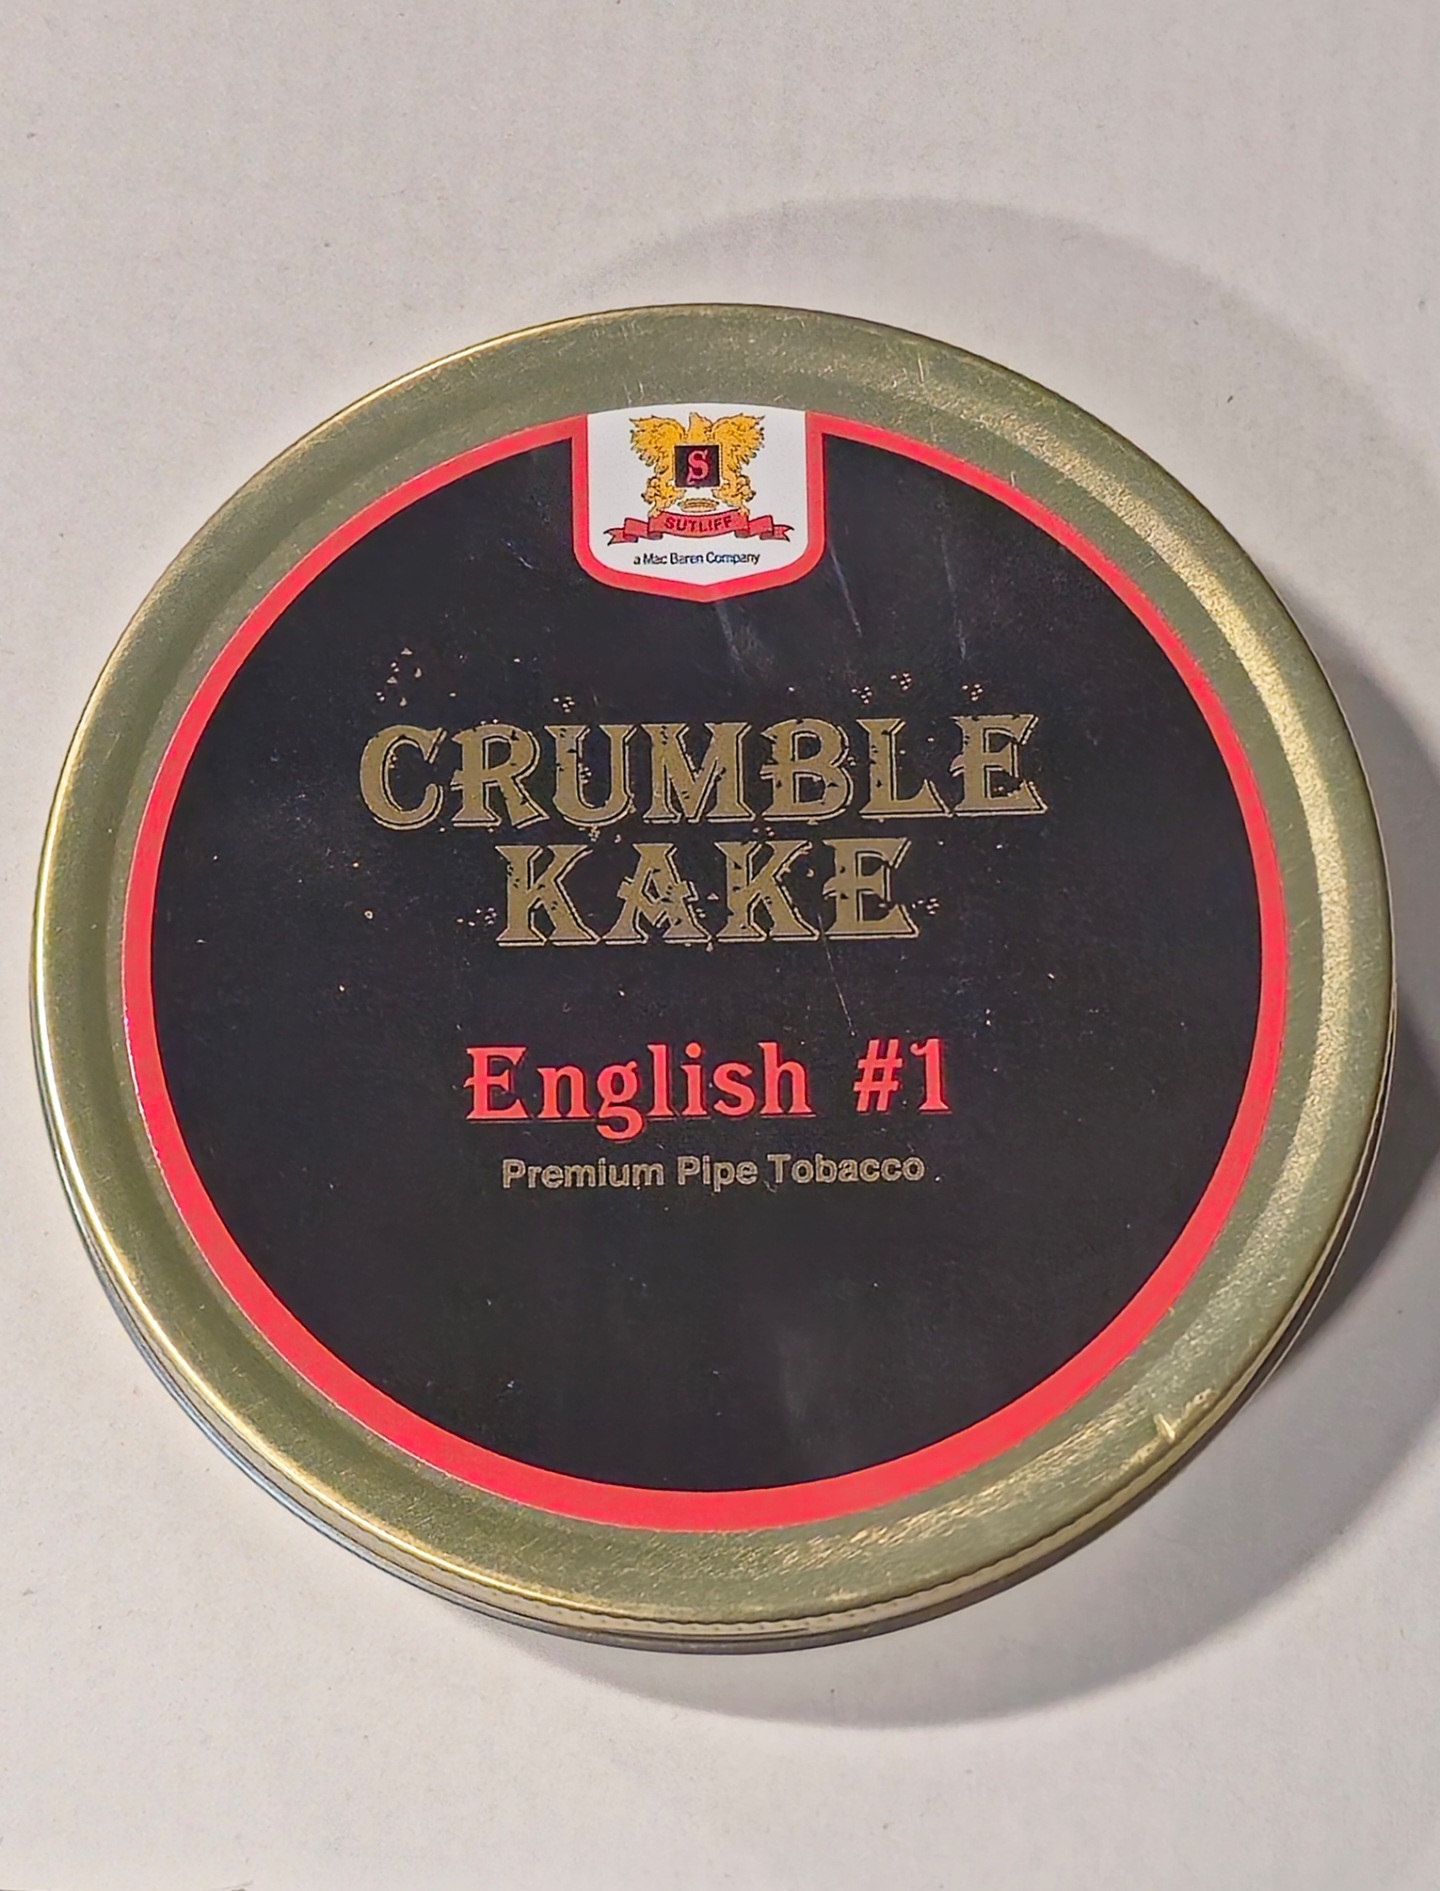 S
SUTLIFF
a Mac Baren Company
CRUMBLE
KAKE
English #1
Premium Pipe Tobacco